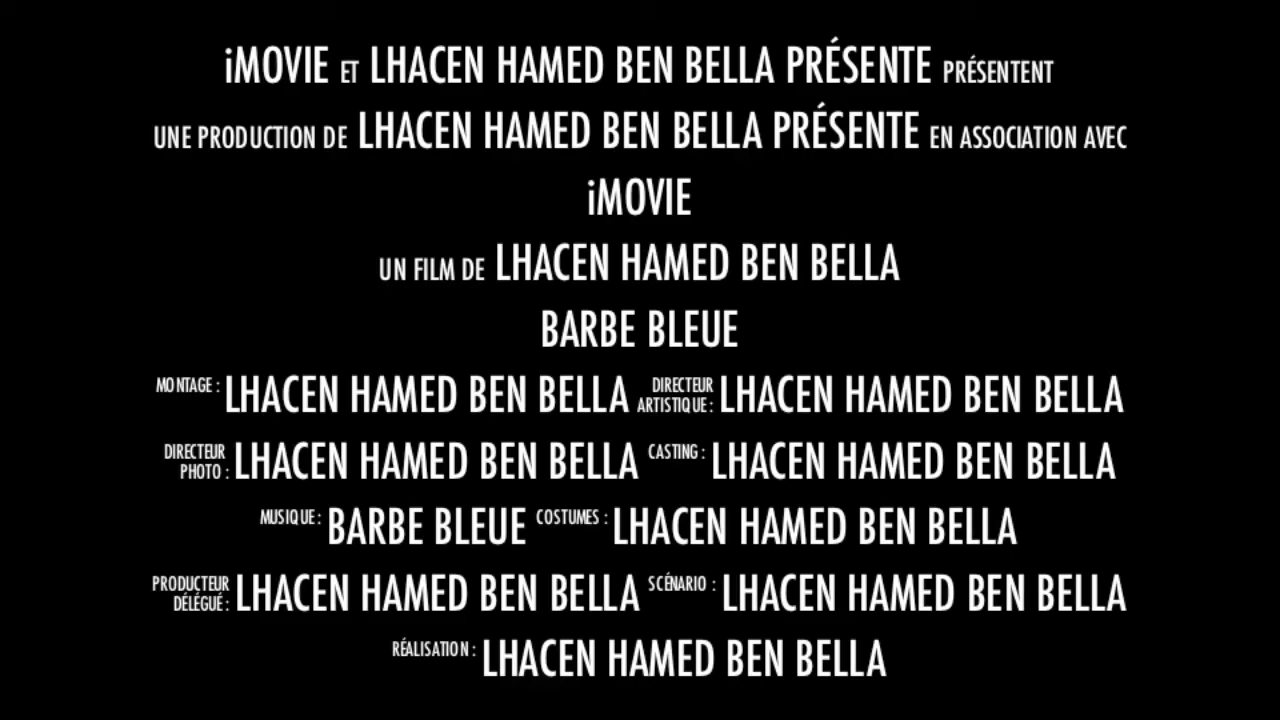 iMOVIE ET LHACEN HAMED BEN BELLA PRÉSENTE PRÉSENTENT
UNE PRODUCTION DE LHACEN HAMED BEN BELLA PRÉSENTE EN ASSOCIATION AVEC
iMOVIE
UN FILM DE LHACEN HAMED BEN BELLA
BARBE BLEUE
MONTAGE : LHACEN HAMED BEN BELLA DIRECTEUR ARTISTIQUE : LHACEN HAMED BEN BELLA
DIRECTEUR PHOTO : LHACEN HAMED BEN BELLA CASTING : LHACEN HAMED BEN BELLA
MUSIQUE : BARBE BLEUE COSTUMES : LHACEN HAMED BEN BELLA
PRODUCTEUR DÉLÉGUÉ : LHACEN HAMED BEN BELLA SCÉNARIO : LHACEN HAMED BEN BELLA
RÉALISATION : LHACEN HAMED BEN BELLA